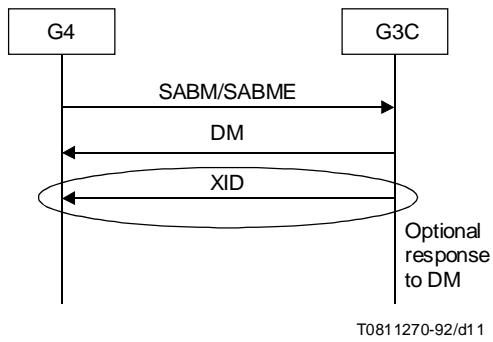 G4
G3C
SABM/SABME
DM
XID
Optional
response
to DM
T0811270-92/d11